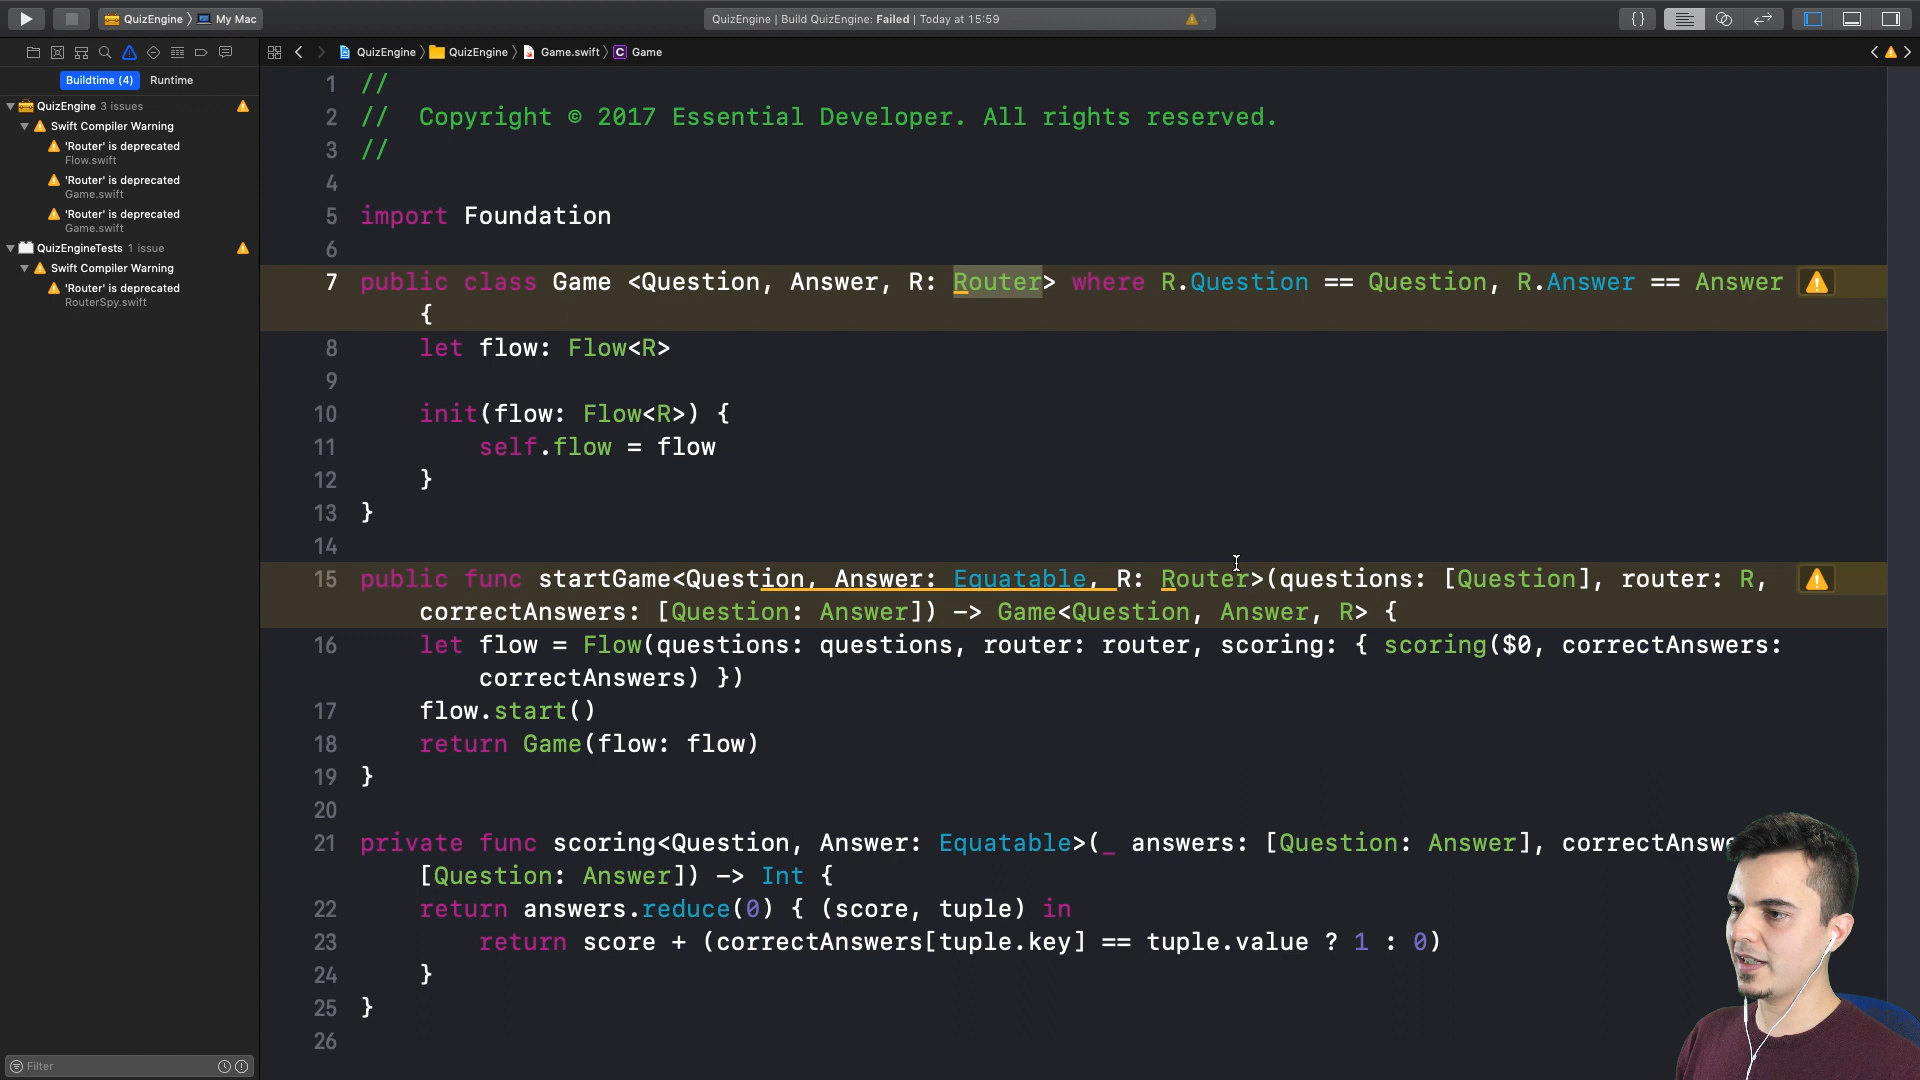 QuizEngine 〉 My Mac
QuizEngine | Build QuizEngine: Failed | Today at 15:59
{}
QuizEngine 〉 QuizEngine 〉 Game.swift 〉 C Game
Buildtime (4) Runtime
QuizEngine 3 issues
Swift Compiler Warning
'Router' is deprecated
Flow.swift
'Router' is deprecated
Game.swift
'Router' is deprecated
Game.swift
QuizEngineTests 1 issue
Swift Compiler Warning
'Router' is deprecated
RouterSpy.swift
Filter
1 //
2 //  Copyright © 2017 Essential Developer. All rights reserved.
3 //
4
5 import Foundation
6
7 public class Game <Question, Answer, R: Router> where R.Question == Question, R.Answer == Answer
{
8 let flow: Flow<R>
9
10 init(flow: Flow<R>) {
11 self.flow = flow
12 }
13 }
14
15 public func startGame<Question, Answer: Equatable, R: Router>(questions: [Question], router: R,
correctAnswers: [Question: Answer]) -> Game<Question, Answer, R> {
16 let flow = Flow(questions: questions, router: router, scoring: { scoring($0, correctAnswers:
correctAnswers) })
17 flow.start()
18 return Game(flow: flow)
19 }
20
21 private func scoring<Question, Answer: Equatable>(_ answers: [Question: Answer],
[Question: Answer]) -> Int {
22 return answers.reduce(0) { (score, tuple) in
23 return score + (correctAnswers[tuple.key] == tuple.value ? 1 : 0)
24 }
25 }
26